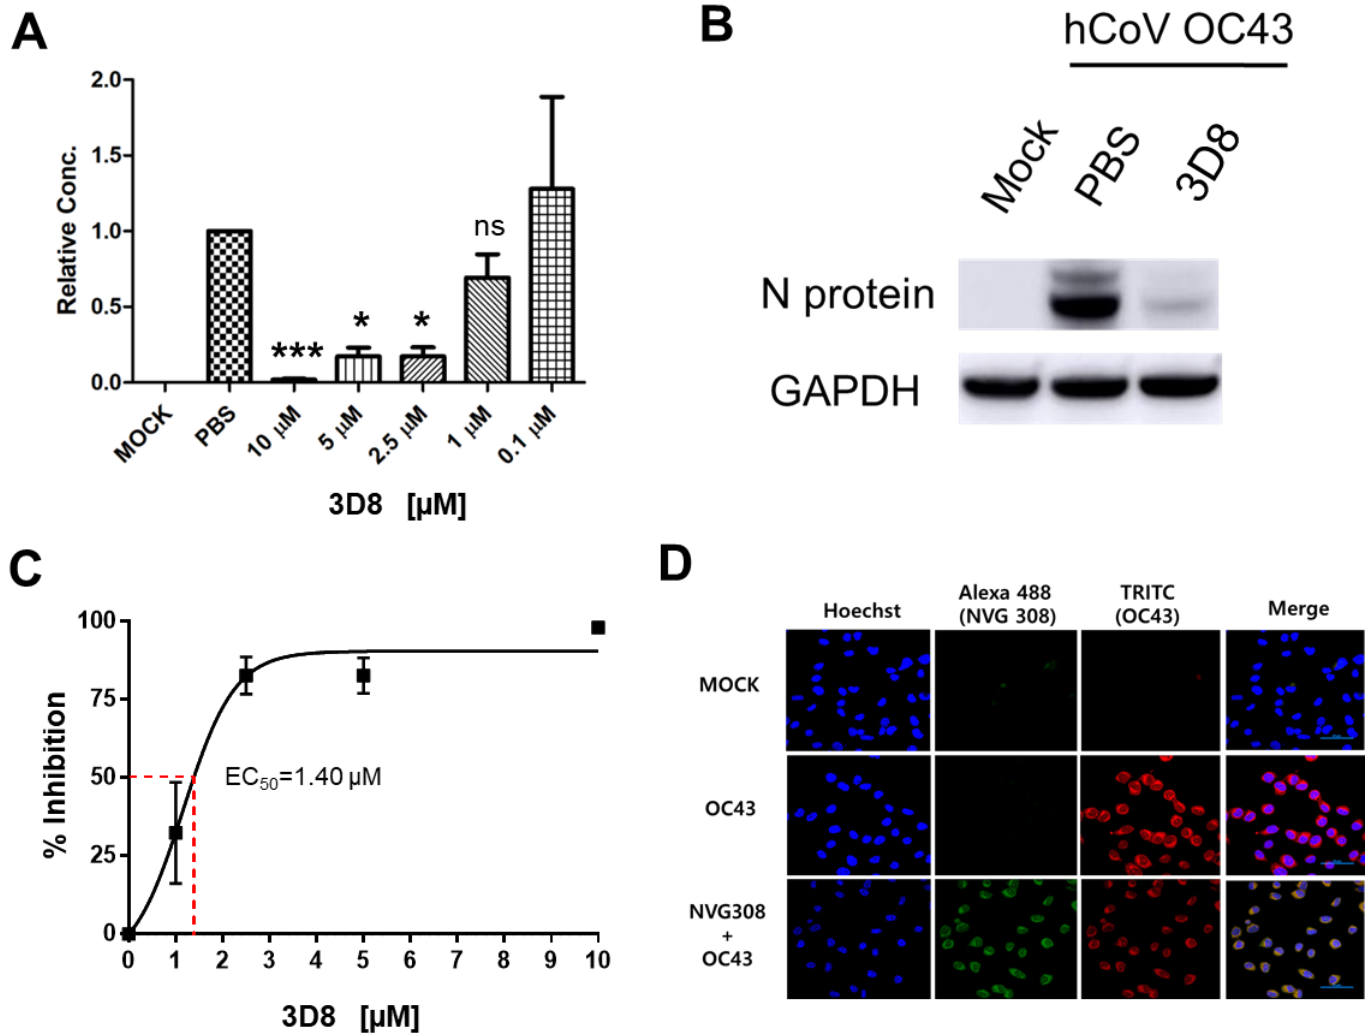 A
2.0
1.5
1.0
0.5
0.0
Relative Conc.
***
*
*
ns
MOCK
PBS
10 µM
5 µM
2.5 µM
1 µM
0.1 µM
3D8 [µM]
B
hCoV OC43
Mock
PBS
3D8
N protein
GAPDH
C
100
75
50
25
0
% Inhibition
EC50=1.40 µM
0 1 2 3 4 5 6 7 8 9 10
3D8 [µM]
D
Hoechst
Alexa 488
(NVG 308)
TRITC
(OC43)
Merge
MOCK
OC43
NVG308
+
OC43